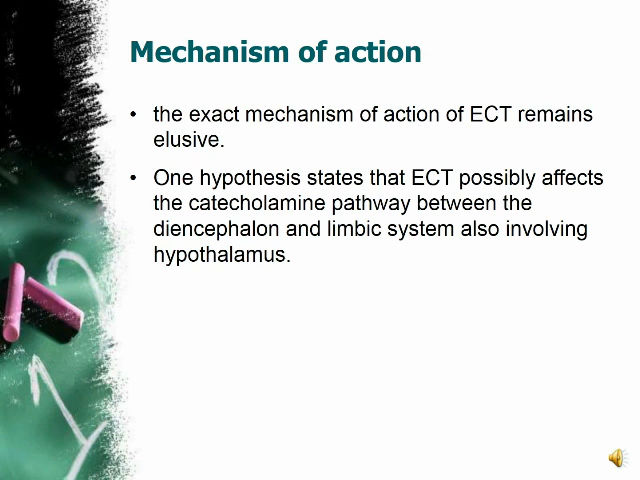 Mechanism of action
• the exact mechanism of action of ECT remains
elusive.
• One hypothesis states that ECT possibly affects
the catecholamine pathway between the
diencephalon and limbic system also involving
hypothalamus.